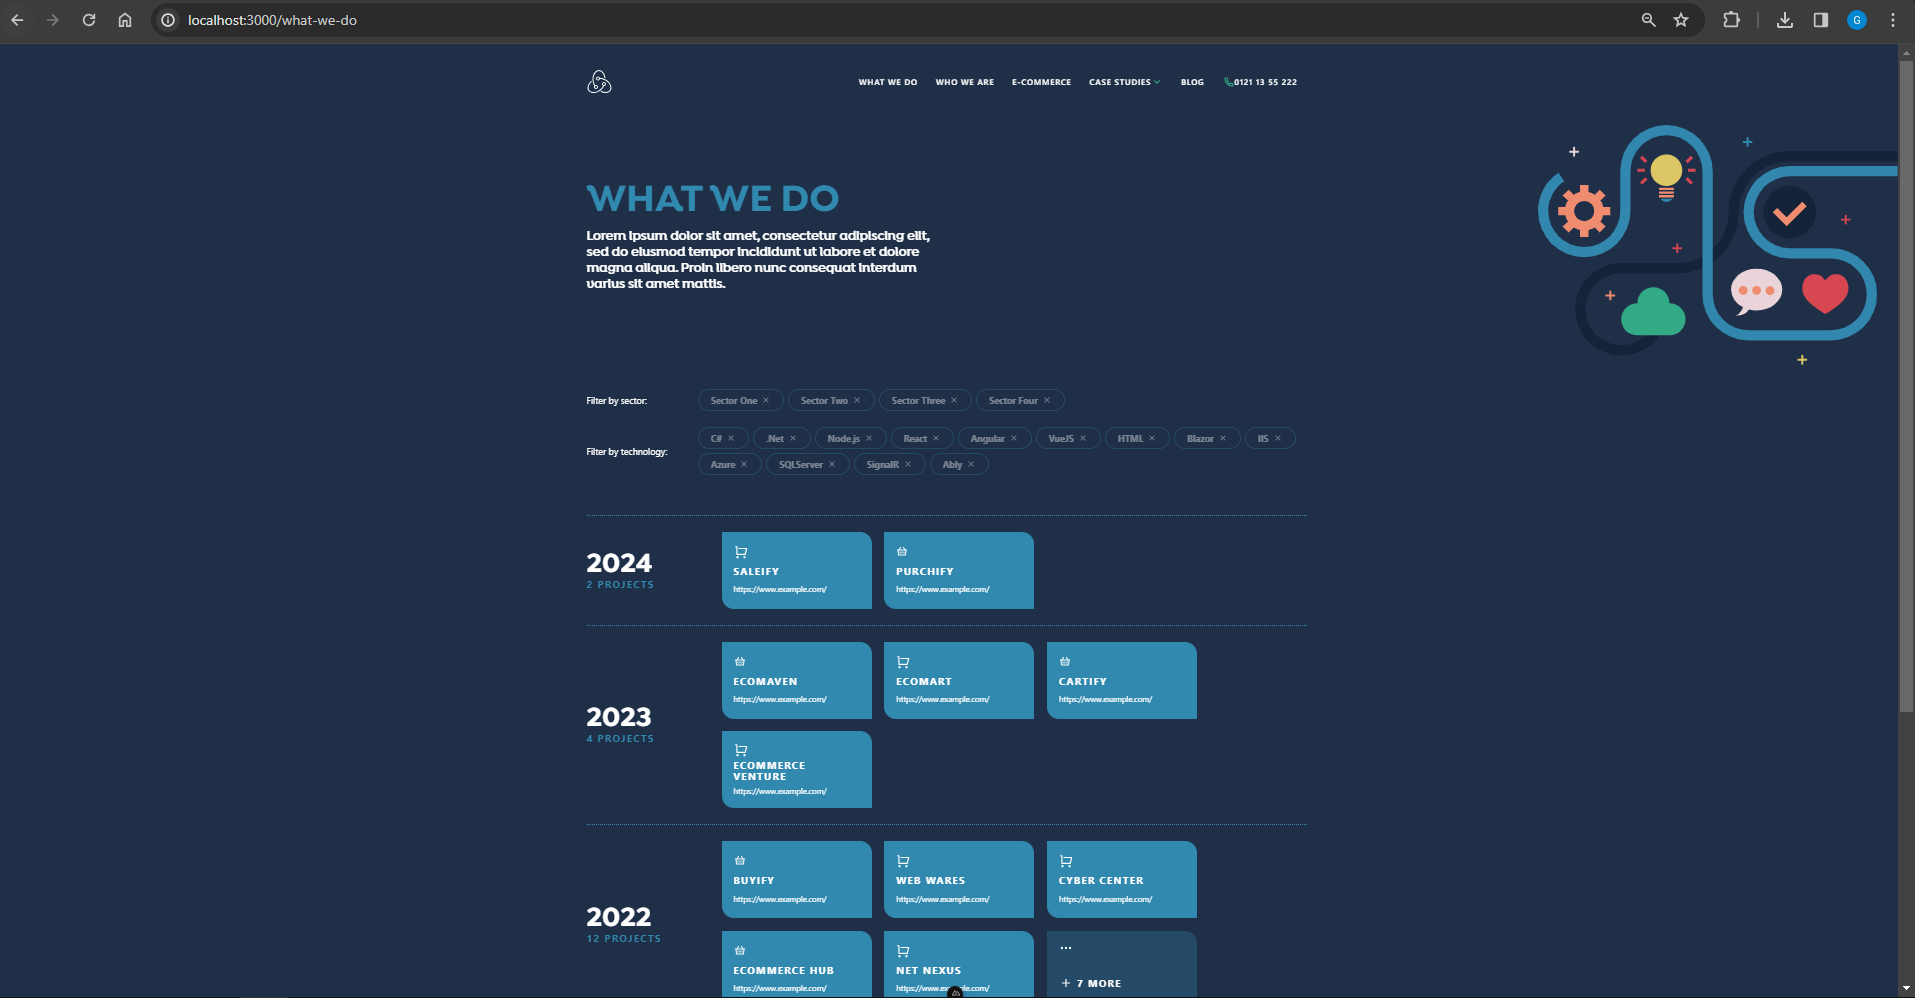 localhost:3000/what-we-do
G
WHAT WE DO WHO WE ARE E-COMMERCE CASE STUDIES BLOG 0121 13 55 222
WHAT WE DO
Lorem ipsum dolor sit amet, consectetur adipiscing elit,
sed do eiusmod tempor incididunt ut labore et dolore
magna aliqua. Proin libero nunc consequat interdum
varius sit amet mattis.
Filter by sector:
Sector One × Sector Two × Sector Three × Sector Four ×
Filter by technology:
C# × .Net × Node.js × React × Angular × VueJS × HTML × Blazor × IIS ×
Azure × SQLServer × SignalR × Ably ×
2024
2 PROJECTS
SALEIFY
https://www.example.com/
PURCHIFY
https://www.example.com/
2023
4 PROJECTS
ECOMAVEN
https://www.example.com/
ECOMART
https://www.example.com/
CARTIFY
https://www.example.com/
ECOMMERCE
VENTURE
https://www.example.com/
2022
12 PROJECTS
BUYIFY
https://www.example.com/
WEB WARES
https://www.example.com/
CYBER CENTER
https://www.example.com/
ECOMMERCE HUB
https://www.example.com/
NET NEXUS
https://www.example.com/
...
+ 7 MORE